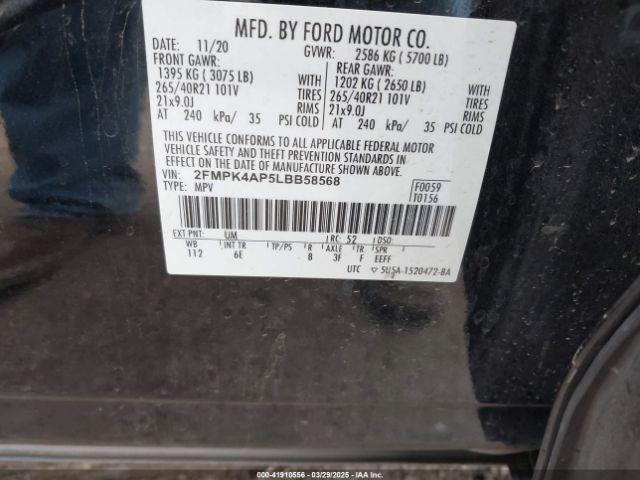 MFD. BY FORD MOTOR CO.
DATE: 11/20 GVWR: 2586 KG ( 5700 LB)
FRONT GAWR: REAR GAWR:
1395 KG ( 3075 LB) WITH 1202 KG ( 2650 LB) WITH
265/40R21 101V TIRES 265/40R21 101V TIRES
21x9.0J RIMS 21x9.0J RIMS
AT 240 kPa/ 35 PSI COLD AT 240 kPa/ 35 PSI COLD
THIS VEHICLE CONFORMS TO ALL APPLICABLE FEDERAL MOTOR
VEHICLE SAFETY AND THEFT PREVENTION STANDARDS IN
EFFECT ON THE DATE OF MANUFACTURE SHOWN ABOVE.
VIN: 2FMPK4AP5LBB58568
TYPE: MPV
F0059
T0156
EXT PNT: UM RC: 52 DSO:
WB INT TR TP/PS R AXLE TR SPR
112 6E 8 3F F EEFF
UTC ▽ 5U5A-1520472-BA
©IAAI-41910556 | 03/29/2025 | IAAI.COM